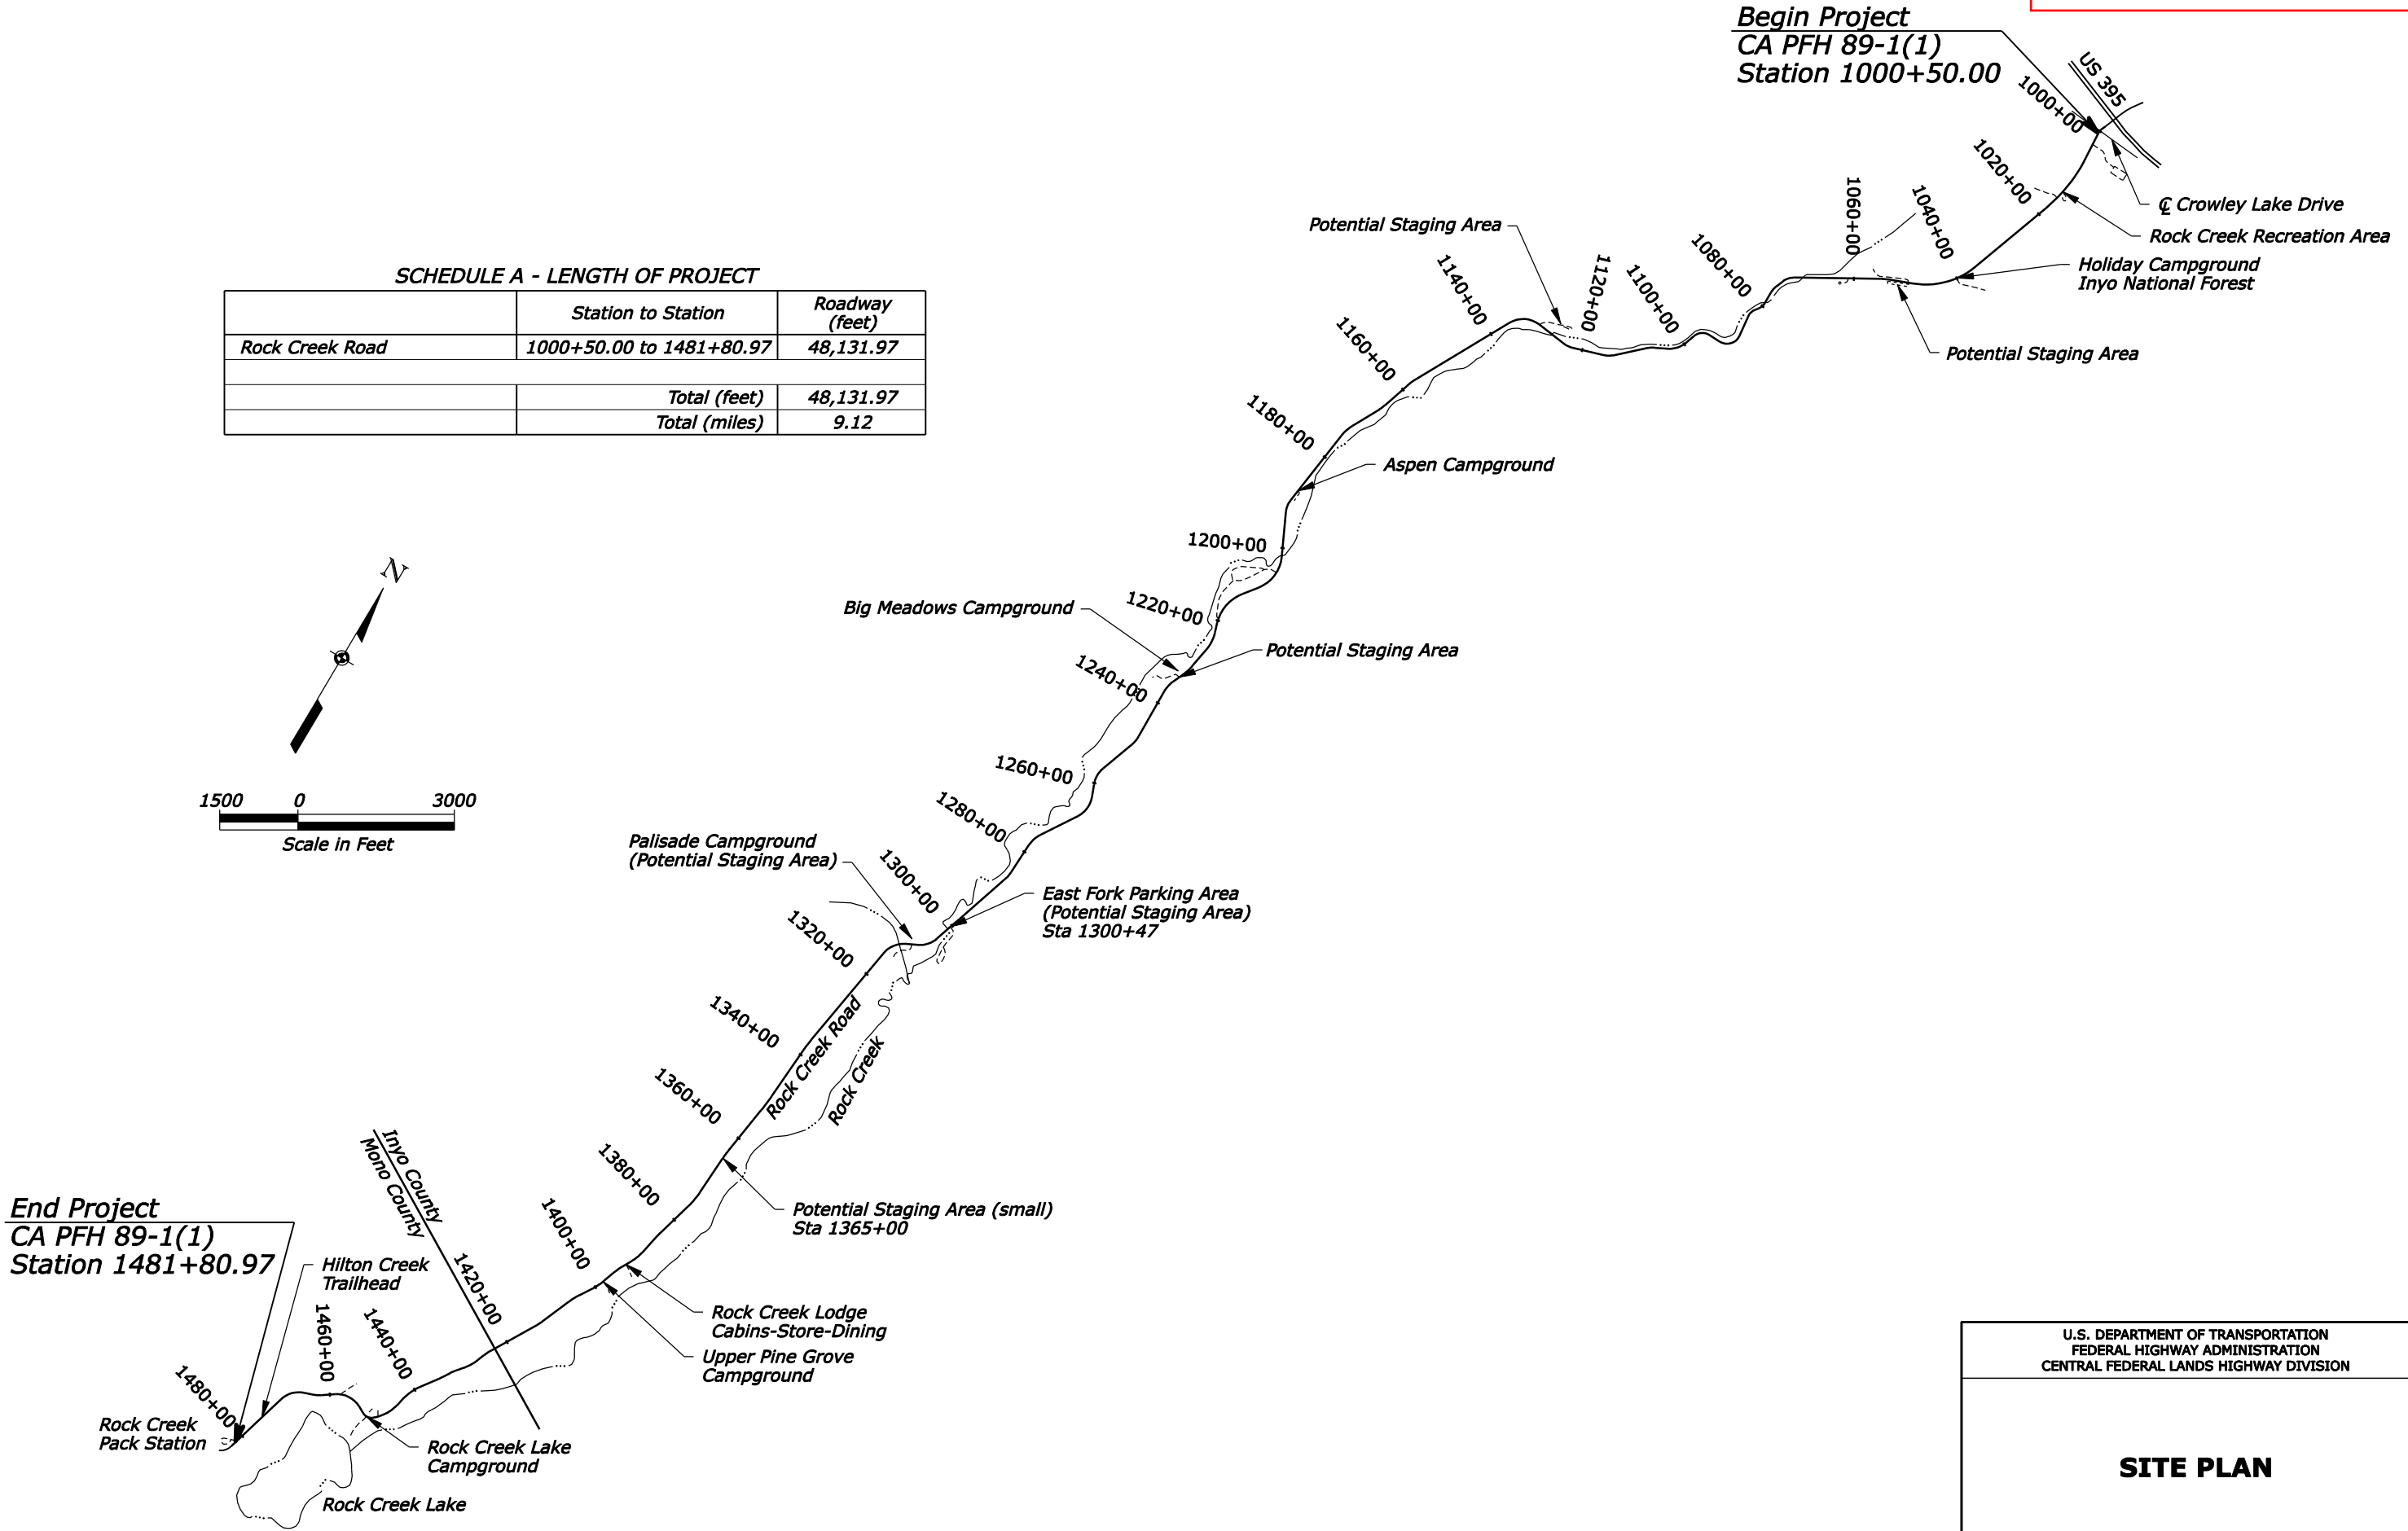 Begin Project
CA PFH 89-1(1)
Station 1000+50.00
US 395
1000+00
1020+00
1040+00
1060+00
1080+00
1100+00
1120+00
1140+00
1160+00
1180+00
1200+00
1220+00
1240+00
1260+00
1280+00
1300+00
1320+00
1340+00
1360+00
1380+00
1400+00
1420+00
1440+00
1460+00
1480+00
℄ Crowley Lake Drive
Rock Creek Recreation Area
Holiday Campground
Inyo National Forest
Potential Staging Area
Potential Staging Area
SCHEDULE A - LENGTH OF PROJECT
Station to Station
Roadway
(feet)
Rock Creek Road
1000+50.00 to 1481+80.97
48,131.97
Total (feet)
48,131.97
Total (miles)
9.12
Aspen Campground
N
Big Meadows Campground
Potential Staging Area
1500 0 3000
Scale in Feet
Palisade Campground
(Potential Staging Area)
East Fork Parking Area
(Potential Staging Area)
Sta 1300+47
Rock Creek Road
Rock Creek
Potential Staging Area (small)
Sta 1365+00
Inyo County
Mono County
End Project
CA PFH 89-1(1)
Station 1481+80.97
Hilton Creek
Trailhead
Rock Creek Lodge
Cabins-Store-Dining
Upper Pine Grove
Campground
Rock Creek
Pack Station
Rock Creek Lake
Campground
Rock Creek Lake
U.S. DEPARTMENT OF TRANSPORTATION
FEDERAL HIGHWAY ADMINISTRATION
CENTRAL FEDERAL LANDS HIGHWAY DIVISION
SITE PLAN